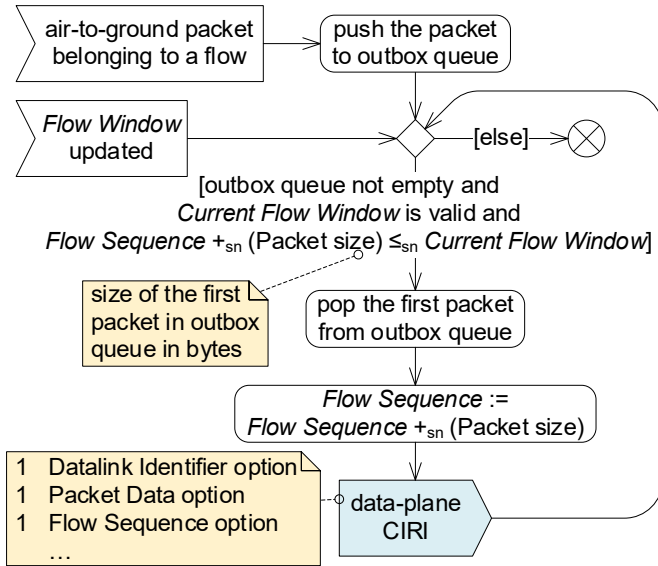 air-to-ground packet
belonging to a flow
push the packet
to outbox queue
Flow Window
updated
[else]
[outbox queue not empty and
Current Flow Window is valid and
Flow Sequence +sn (Packet size) ≤sn Current Flow Window]
size of the first
packet in outbox
queue in bytes
pop the first packet
from outbox queue
Flow Sequence :=
Flow Sequence +sn (Packet size)
1 Datalink Identifier option
1 Packet Data option
1 Flow Sequence option
…
data-plane
CIRI